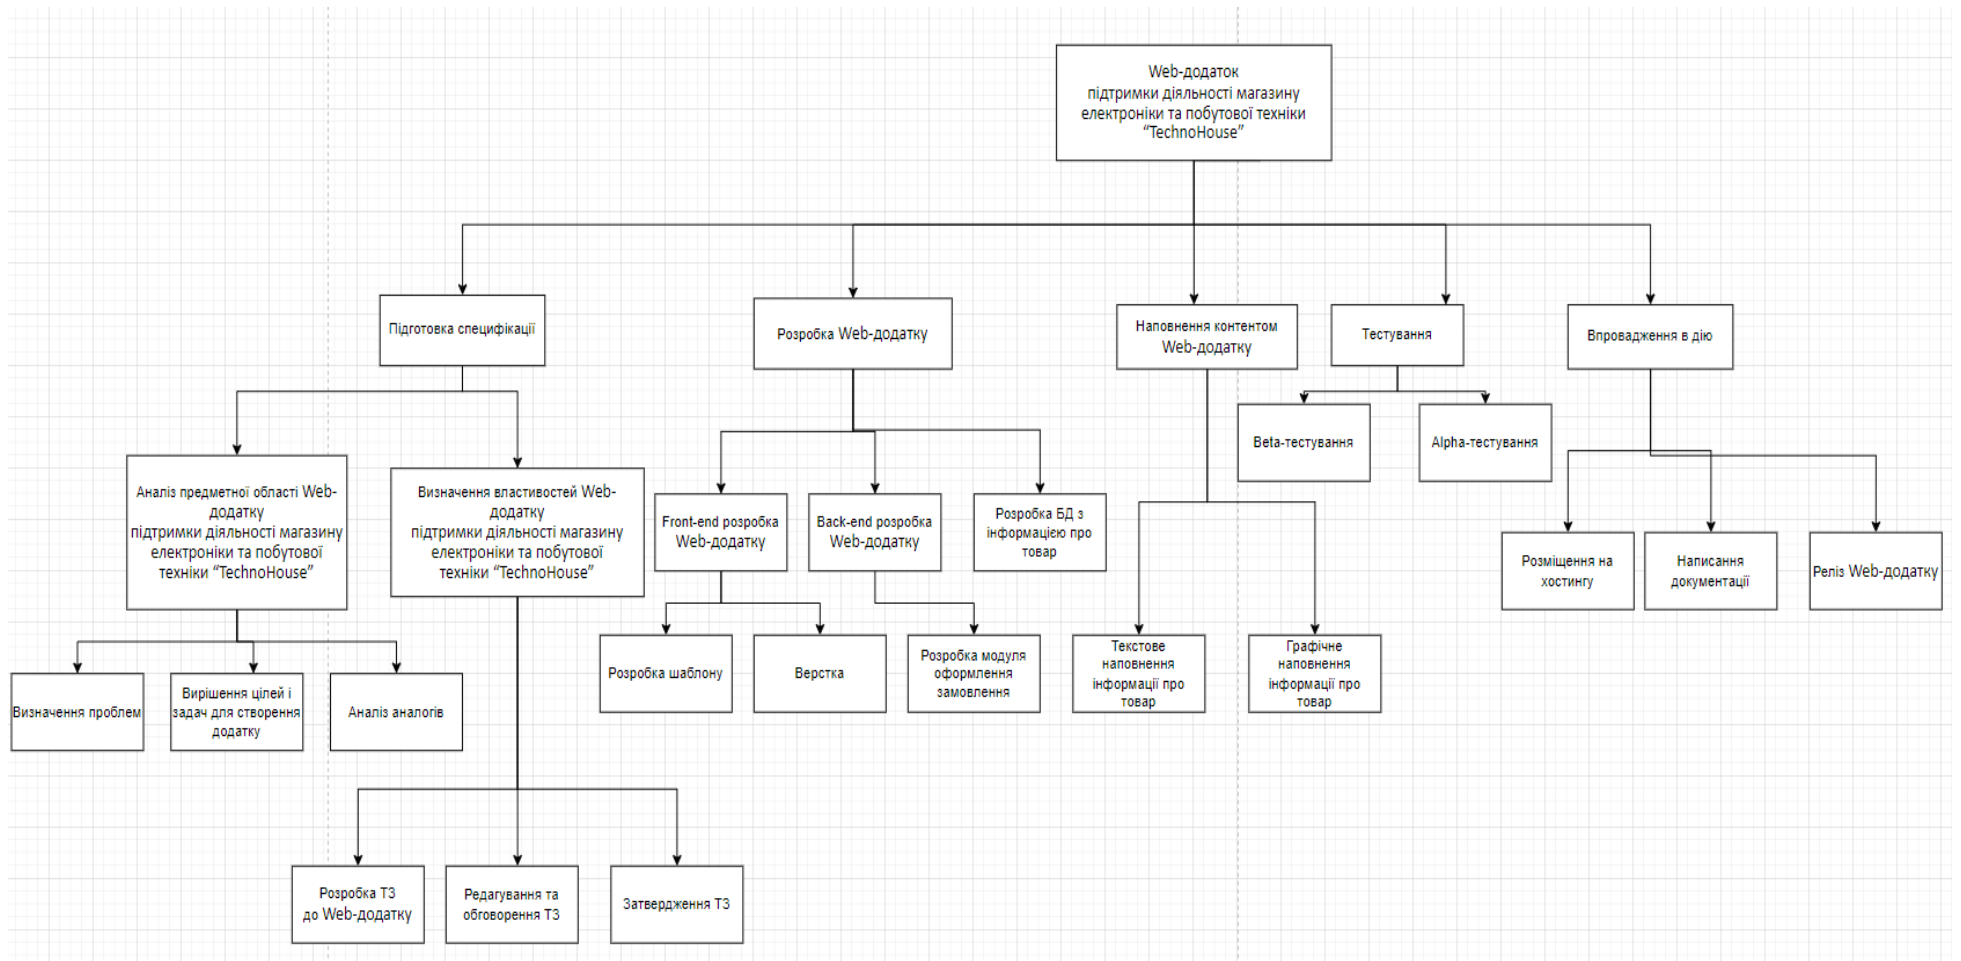 Web-додаток
підтримки діяльності магазину
електроніки та побутової техніки
“TechnoHouse”
Підготовка специфікації
Розробка Web-додатку
Наповнення контентом
Web-додатку
Тестування
Впровадження в дію
Beta-тестування
Alpha-тестування
Аналіз предметної області Web-
додатку
підтримки діяльності магазину
електроніки та побутової
техніки “TechnoHouse”
Визначення властивостей Web-
додатку
підтримки діяльності магазину
електроніки та побутової
техніки “TechnoHouse”
Front-end розробка
Web-додатку
Back-end розробка
Web-додатку
Розробка БД з
інформацією про
товар
Розміщення на
хостингу
Написання
документації
Реліз Web-додатку
Визначення проблем
Вирішення цілей і
задач для створення
додатку
Аналіз аналогів
Розробка шаблону
Верстка
Розробка модуля
оформлення
замовлення
Текстове
наповнення
інформації про
товар
Графічне
наповнення
інформації про
товар
Розробка ТЗ
до Web-додатку
Редагування та
обговорення ТЗ
Затвердження ТЗ